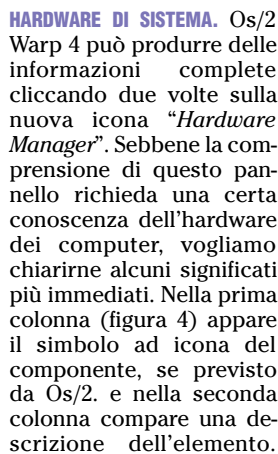 HARDWARE DI SISTEMA. Os/2
Warp 4 può produrre delle
informazioni complete
cliccando due volte sulla
nuova icona “Hardware
Manager”. Sebbene la com-
prensione di questo pan-
nello richieda una certa
conoscenza dell’hardware
dei computer, vogliamo
chiarirne alcuni significati
più immediati. Nella prima
colonna (figura 4) appare
il simbolo ad icona del
componente, se previsto
da Os/2. e nella seconda
colonna compare una de-
scrizione dell’elemento.